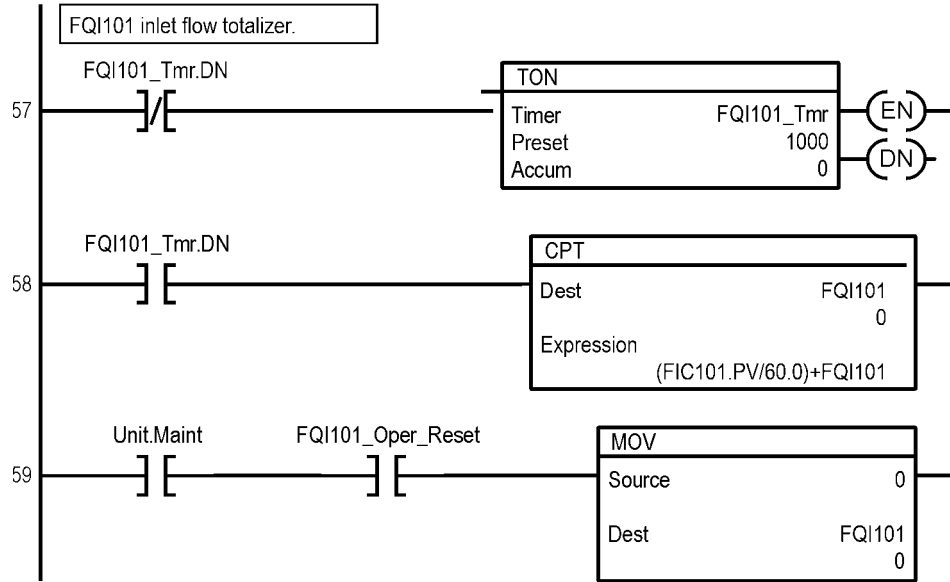 FQI101 inlet flow totalizer.
FQI101_Tmr.DN
TON
57
Timer FQI101_Tmr EN
Preset 1000
Accum 0 DN
FQI101_Tmr.DN
CPT
58
Dest FQI101
0
Expression
(FIC101.PV/60.0)+FQI101
Unit.Maint FQI101_Oper_Reset
MOV
59
Source 0
Dest FQI101
0